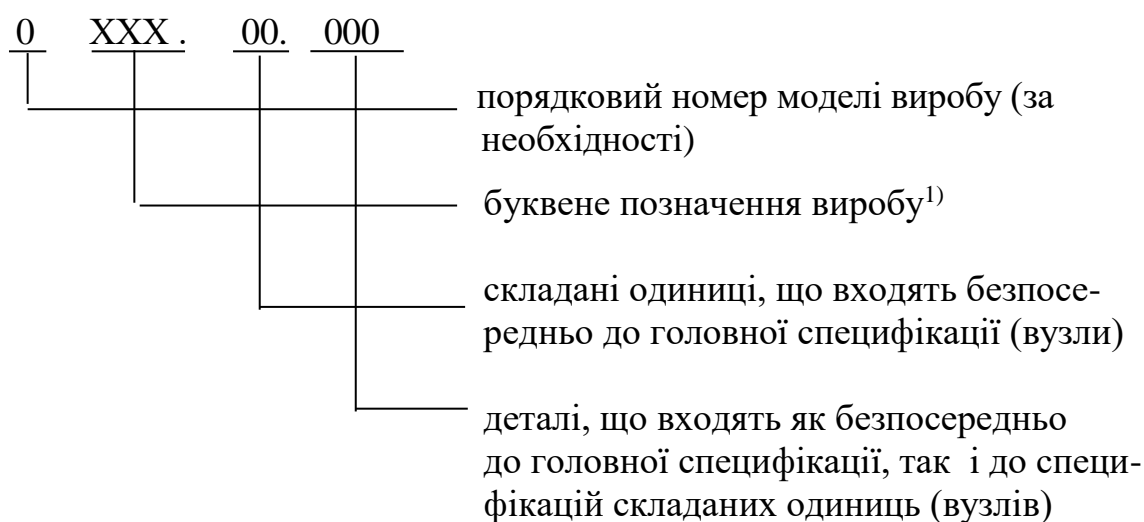 0 XXX . 00. 000
порядковий номер моделі виробу (за
необхідності)
буквене позначення виробу1)
складані одиниці, що входять безпосе-
редньо до головної специфікації (вузли)
деталі, що входять як безпосередньо
до головної специфікації, так і до специ-
фікацій складаних одиниць (вузлів)